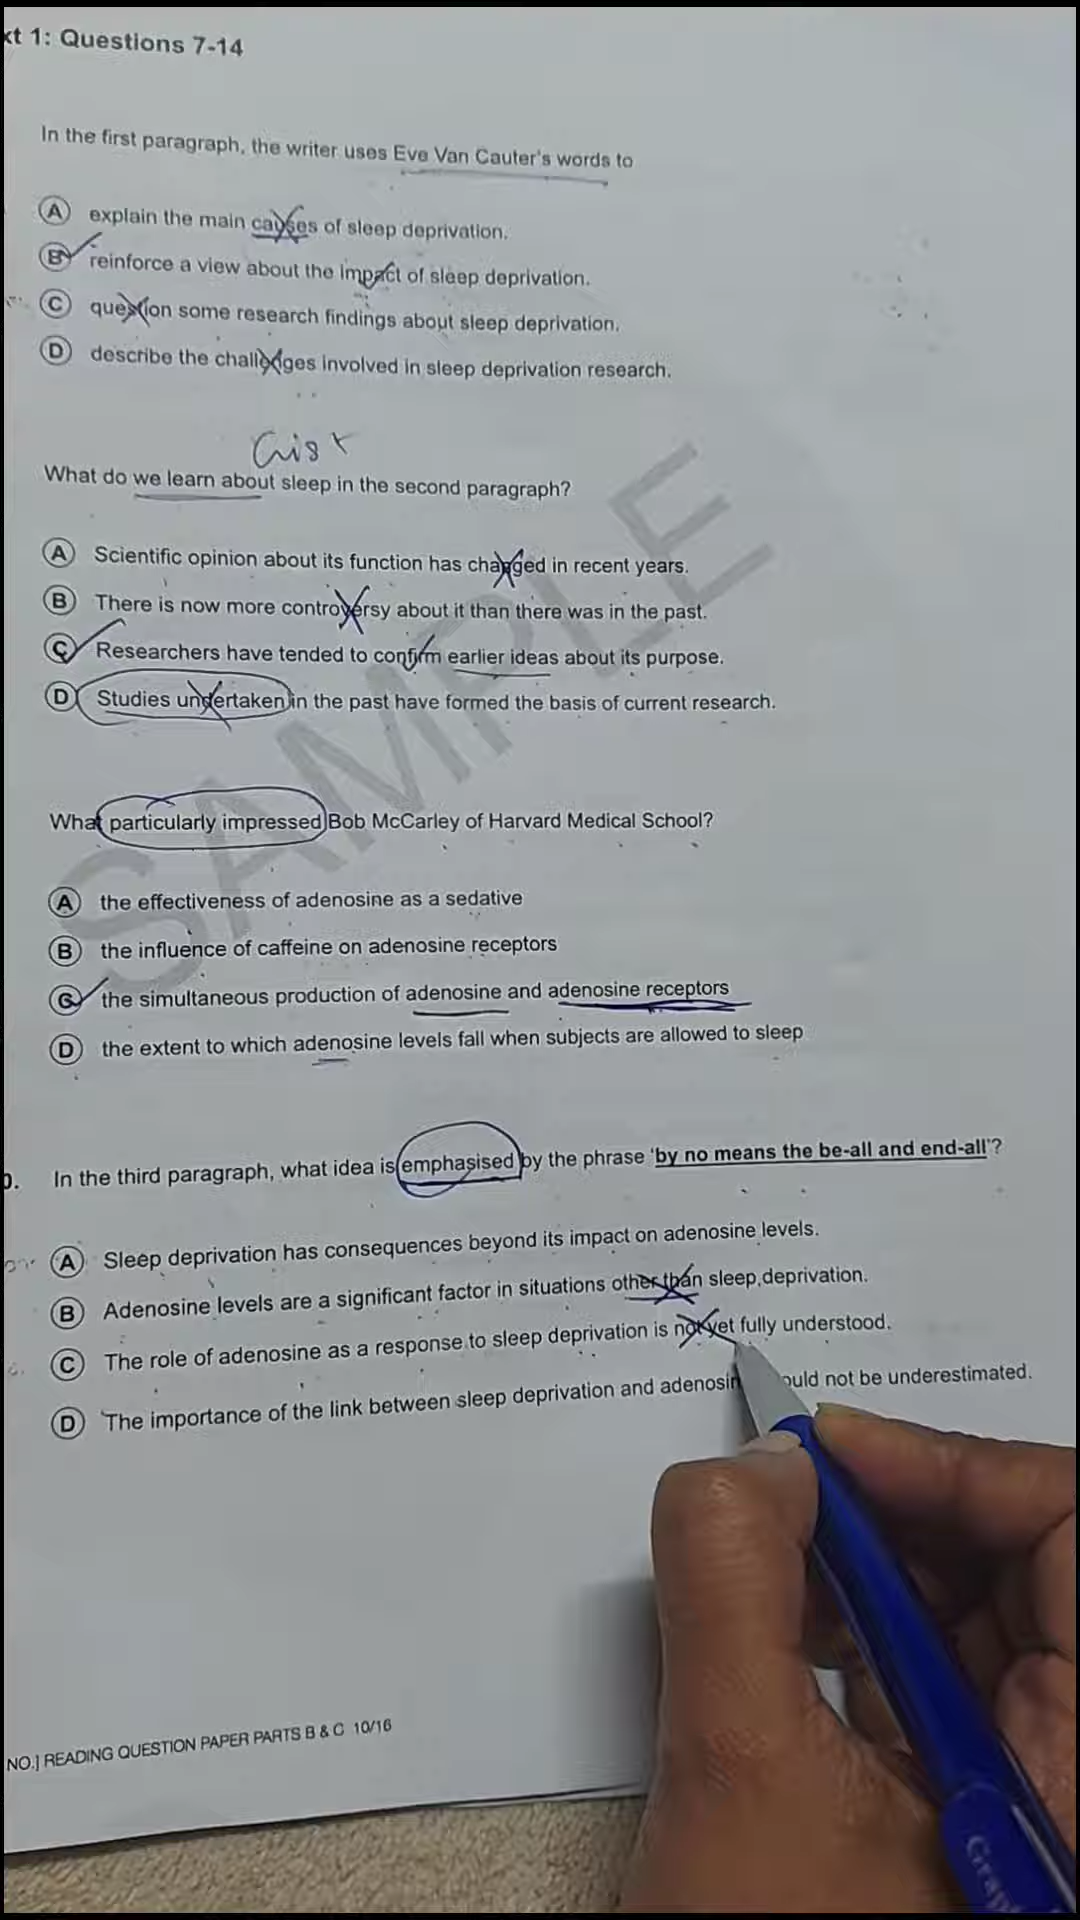 xt 1: Questions 7-14
In the first paragraph, the writer uses Eve Van Cauter's words to
A explain the main causes of sleep deprivation.
B reinforce a view about the impact of sleep deprivation.
C question some research findings about sleep deprivation.
D describe the challenges involved in sleep deprivation research.
Gist
What do we learn about sleep in the second paragraph?
A Scientific opinion about its function has changed in recent years.
B There is now more controversy about it than there was in the past.
C Researchers have tended to confirm earlier ideas about its purpose.
D Studies undertaken in the past have formed the basis of current research.
What particularly impressed Bob McCarley of Harvard Medical School?
A the effectiveness of adenosine as a sedative
B the influence of caffeine on adenosine receptors
C the simultaneous production of adenosine and adenosine receptors
D the extent to which adenosine levels fall when subjects are allowed to sleep
0. In the third paragraph, what idea is emphasised by the phrase 'by no means the be-all and end-all'?
A Sleep deprivation has consequences beyond its impact on adenosine levels.
B Adenosine levels are a significant factor in situations other than sleep deprivation.
C The role of adenosine as a response to sleep deprivation is not yet fully understood.
D The importance of the link between sleep deprivation and adenosin ould not be underestimated.
NO.] READING QUESTION PAPER PARTS B & C 10/16
SAMPLE